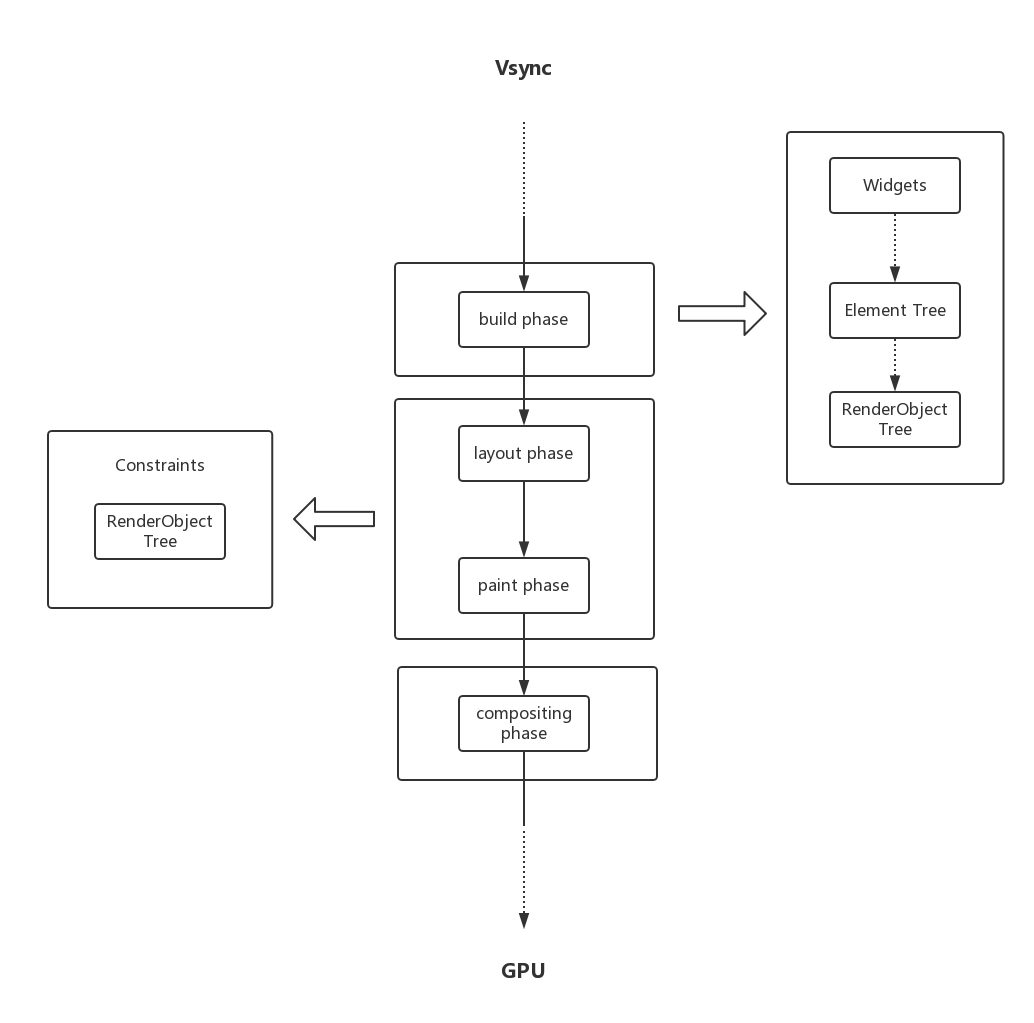 Vsync
Widgets
Element Tree
RenderObject
Tree
build phase
layout phase
paint phase
Constraints
RenderObject
Tree
compositing
phase
GPU